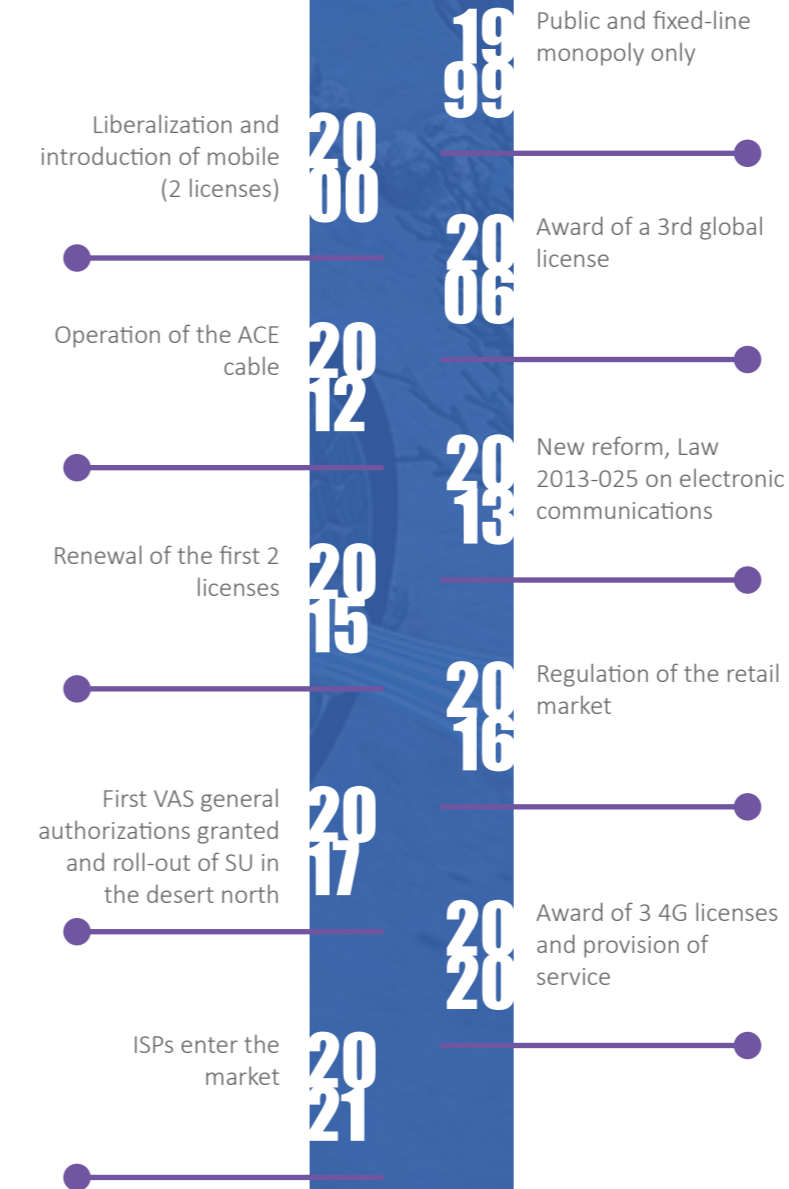 19
99
Public and fixed-line
monopoly only
Liberalization and
introduction of mobile
(2 licenses)
20
00
20
06
Award of a 3rd global
license
Operation of the ACE
cable
20
12
20
13
New reform, Law
2013-025 on electronic
communications
Renewal of the first 2
licenses
20
15
20
16
Regulation of the retail
market
First VAS general
authorizations granted
and roll-out of SU in
the desert north
20
17
20
20
Award of 3 4G licenses
and provision of
service
ISPs enter the
market
20
21